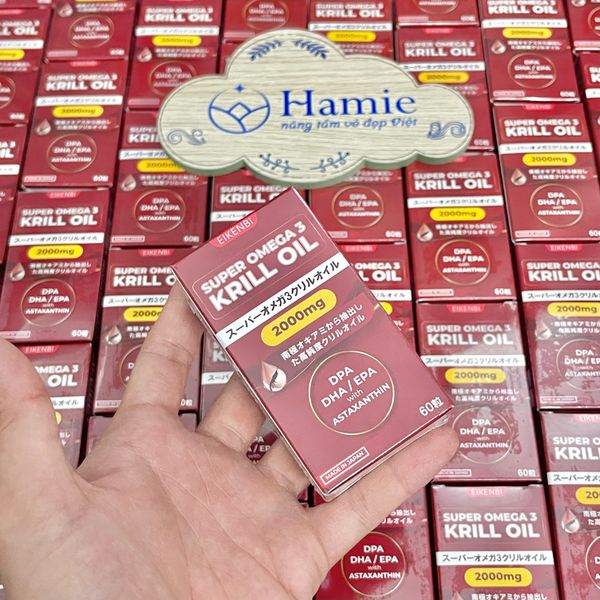 Hamie
nâng tầm vẻ đẹp Việt
EIKENBI
SUPER OMEGA 3
KRILL OIL
スーパーオメガ3クリルオイル
2000mg
南極オキアミから抽出し
た高純度クリルオイル
DPA
DHA / EPA
with
ASTAXANTHIN
MADE IN JAPAN
60粒